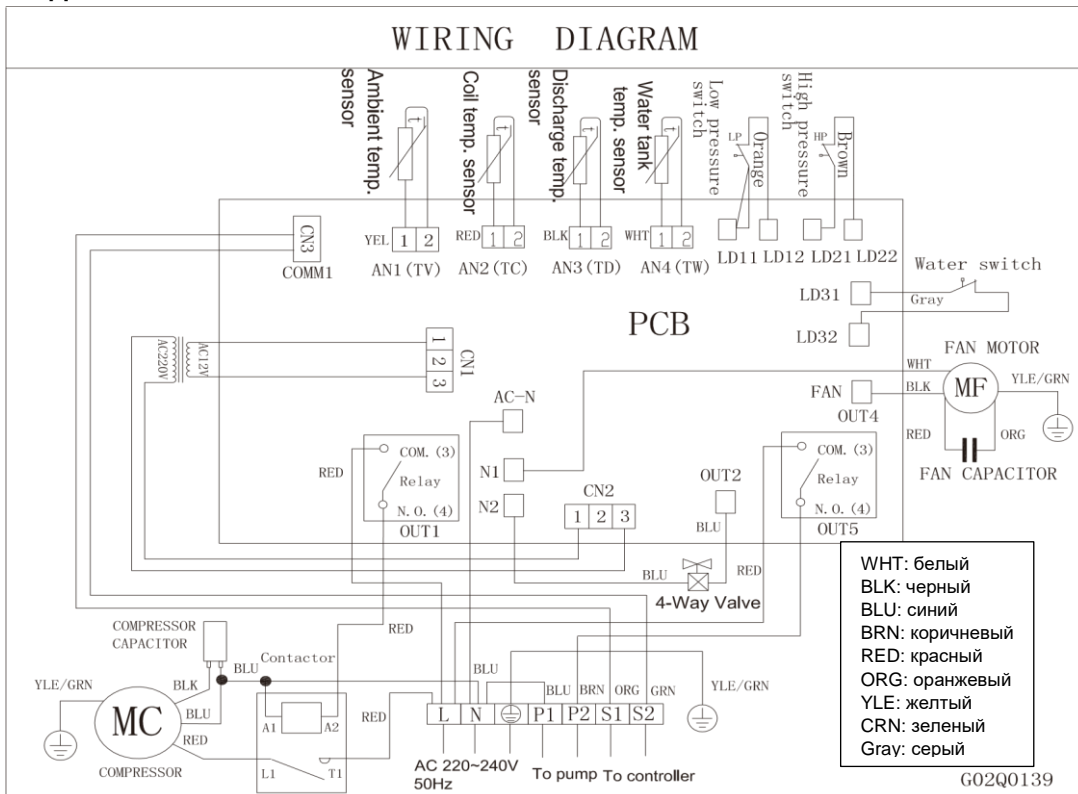 WIRING DIAGRAM
Ambient temp.
sensor
Coil temp. sensor
Discharge temp.
sensor
Water tank
temp. sensor
Low pressure
switch
High pressure
switch
t
t
t
t
LP
Orange
HP
Brown
CN3
COMM1
YEL 1 2
AN1(TV)
RED 1 2
AN2(TC)
BLK 1 2
AN3(TD)
WHT 1 2
AN4(TW)
LD11 LD12 LD21 LD22
Water switch
LD31
Gray
LD32
PCB
AC220V
AC12V
1
2
3
CN1
FAN MOTOR
WHT
MF
YLE/GRN
FAN
BLK
OUT4
RED
ORG
FAN CAPACITOR
AC-N
RED
COM. (3)
Relay
N.O. (4)
OUT1
N1
N2
CN2
1 2 3
OUT2
BLU
COM. (3)
Relay
N.O. (4)
OUT5
BLU
RED
4-Way Valve
COMPRESSOR
CAPACITOR
RED
BLU
Contactor
BLU
YLE/GRN
BLK
BLU
RED
MC
COMPRESSOR
A1 A2
L1 T1
RED
BLU BRN ORG GRN
YLE/GRN
L N P1 P2 S1 S2
AC 220~240V
50Hz
To pump
To controller
WHT: белый
BLK: черный
BLU: синий
BRN: коричневый
RED: красный
ORG: оранжевый
YLE: желтый
CRN: зеленый
Gray: серый
G02Q0139